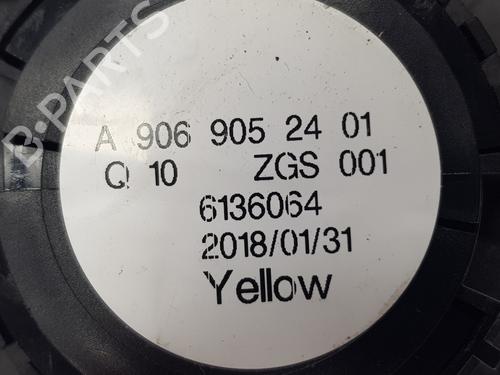 B-PARTS
A 906 905 24 01
Q 10 ZGS 001
6136064
2018/01/31
Yellow